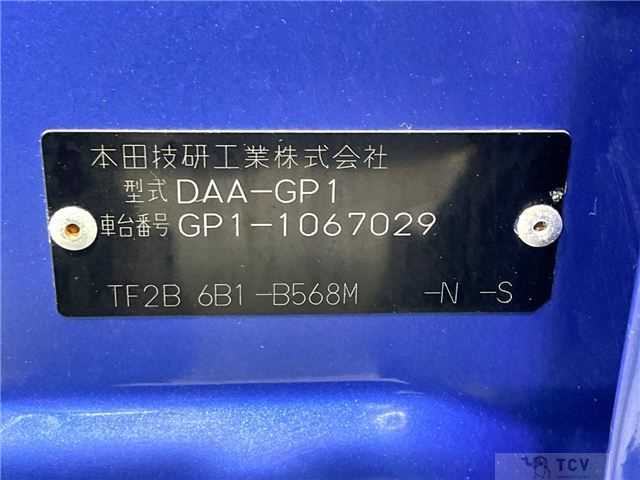 本田技研工業株式会社
型式 DAA-GP1
車台番号 GP1-1067029
TF2B 6B1-B568M -N -S
TCV